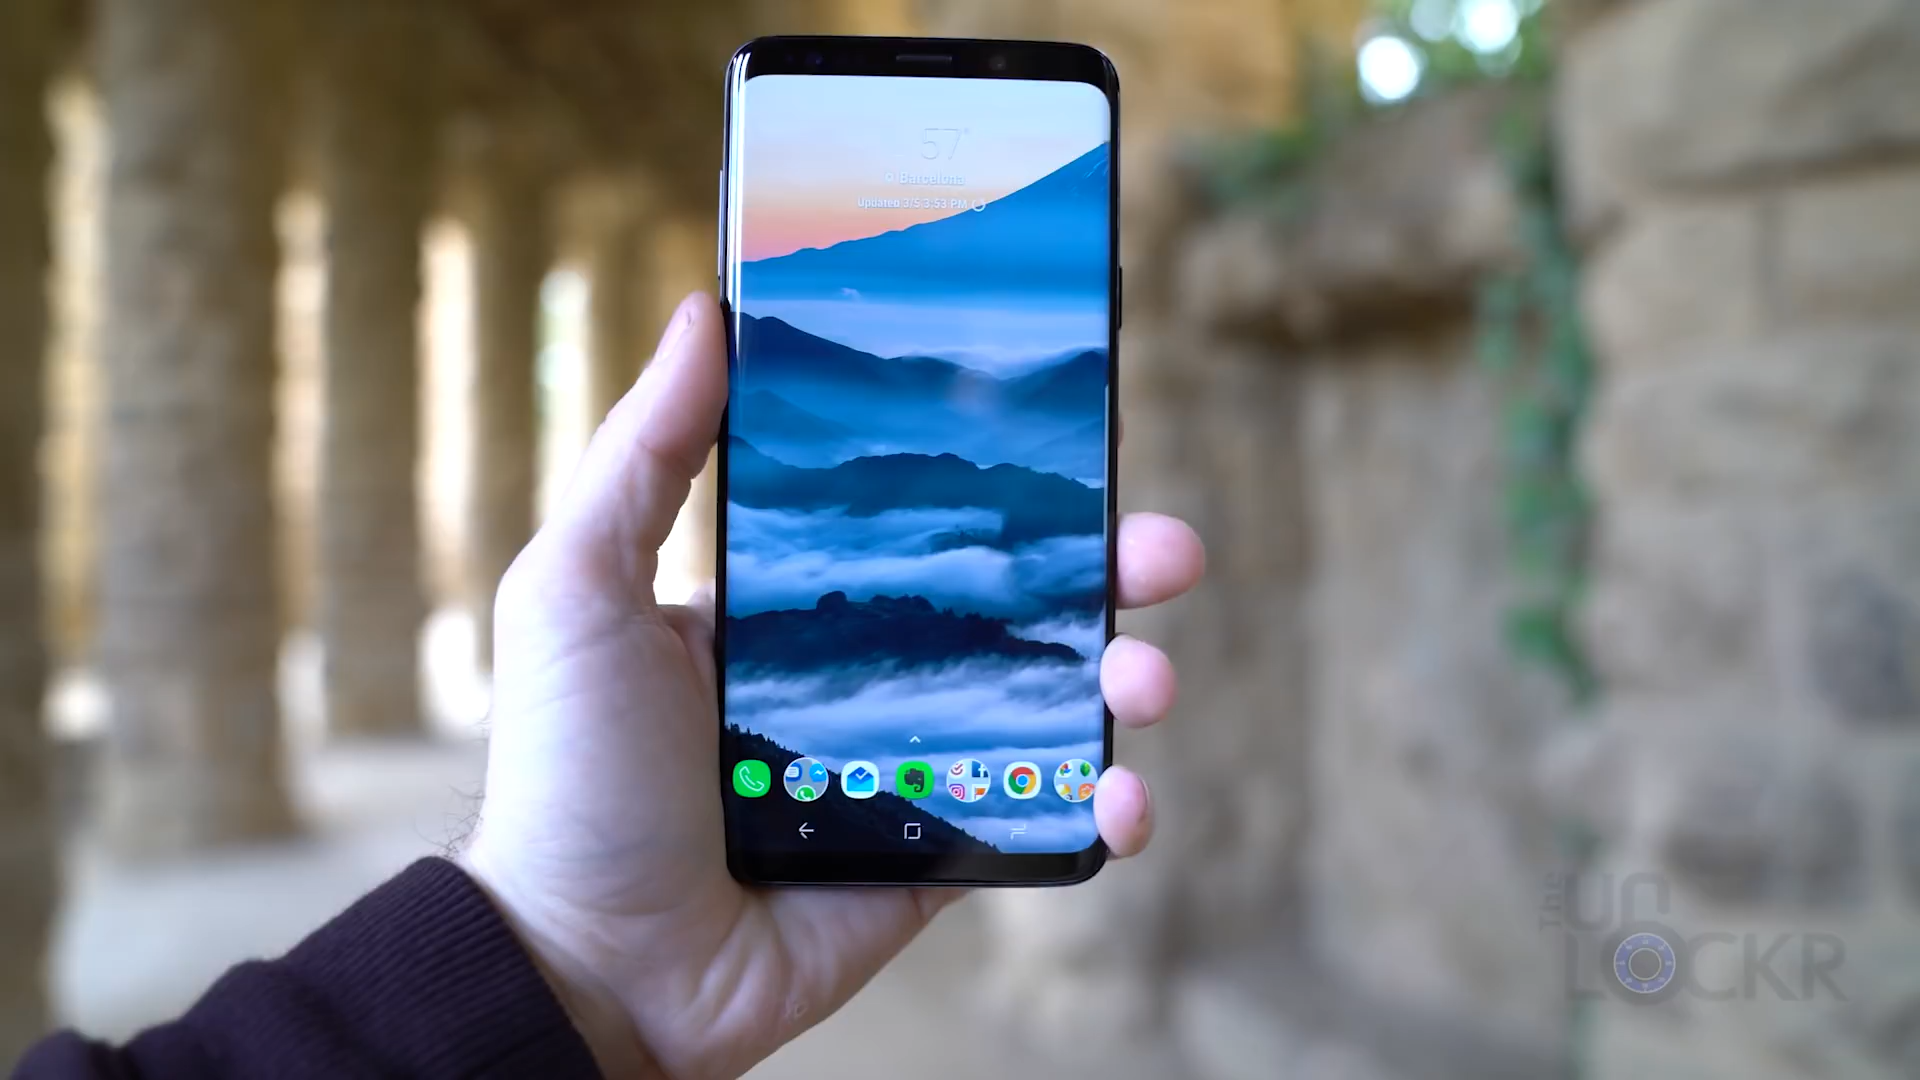 57°
Barcelona
Updated 3/5 3:53 PM
The
UN
LOCKR